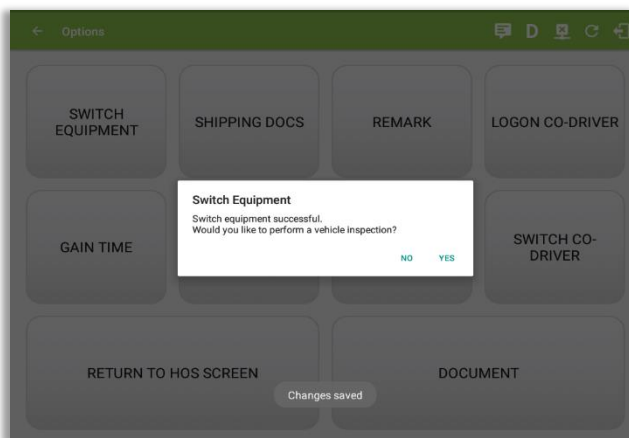 Options
D
SWITCH
EQUIPMENT
SHIPPING DOCS
REMARK
LOGON CO-DRIVER
Switch Equipment
Switch equipment successful.
Would you like to perform a vehicle inspection?
NO YES
GAIN TIME
SWITCH CO-
DRIVER
RETURN TO HOS SCREEN
DOCUMENT
Changes saved